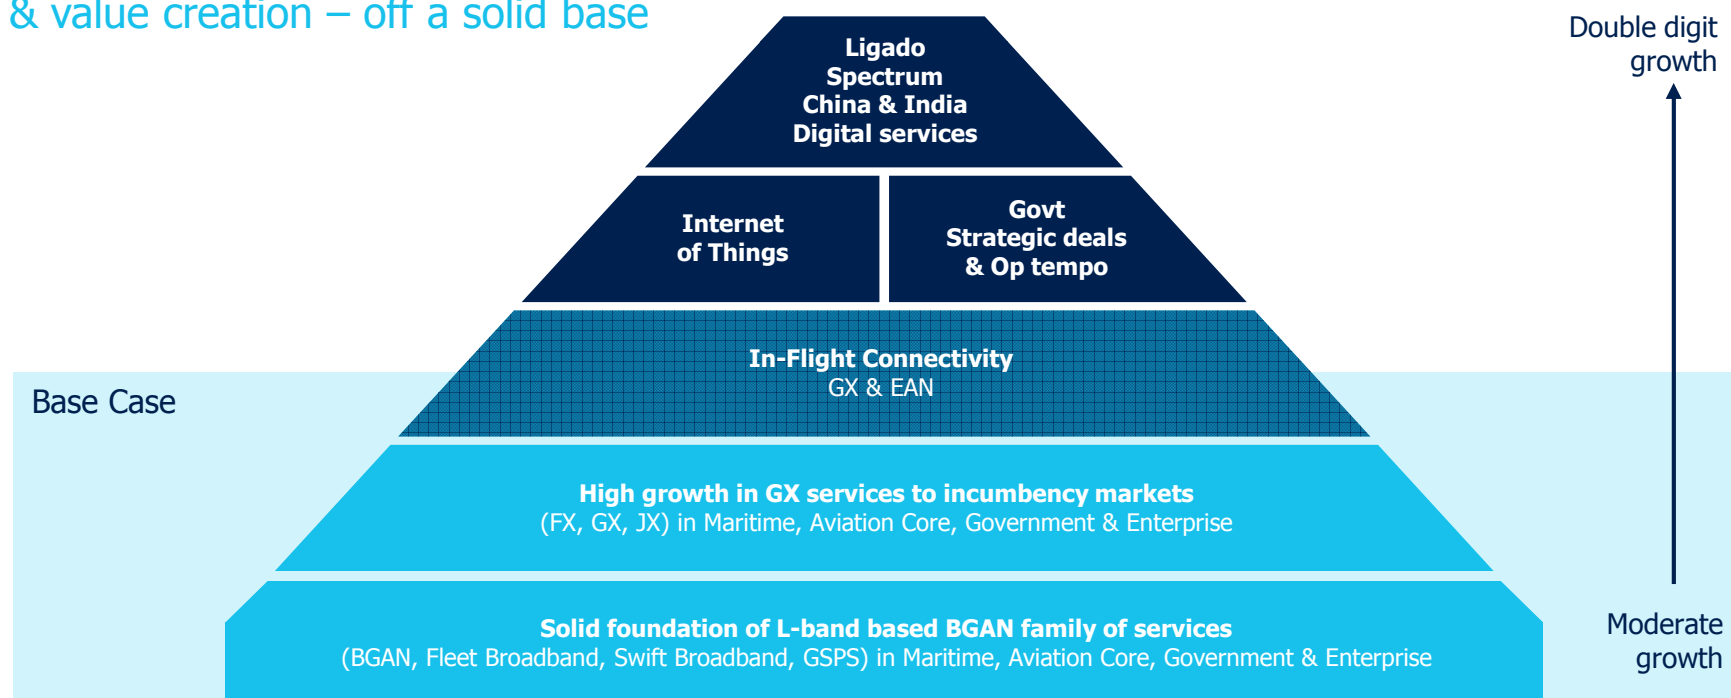 & value creation – off a solid base
Double digit
growth
Ligado
Spectrum
China & India
Digital services
Internet
of Things
Govt
Strategic deals
& Op tempo
In-Flight Connectivity
GX & EAN
Base Case
High growth in GX services to incumbency markets
(FX, GX, JX) in Maritime, Aviation Core, Government & Enterprise
Solid foundation of L-band based BGAN family of services
(BGAN, Fleet Broadband, Swift Broadband, GSPS) in Maritime, Aviation Core, Government & Enterprise
Moderate
growth